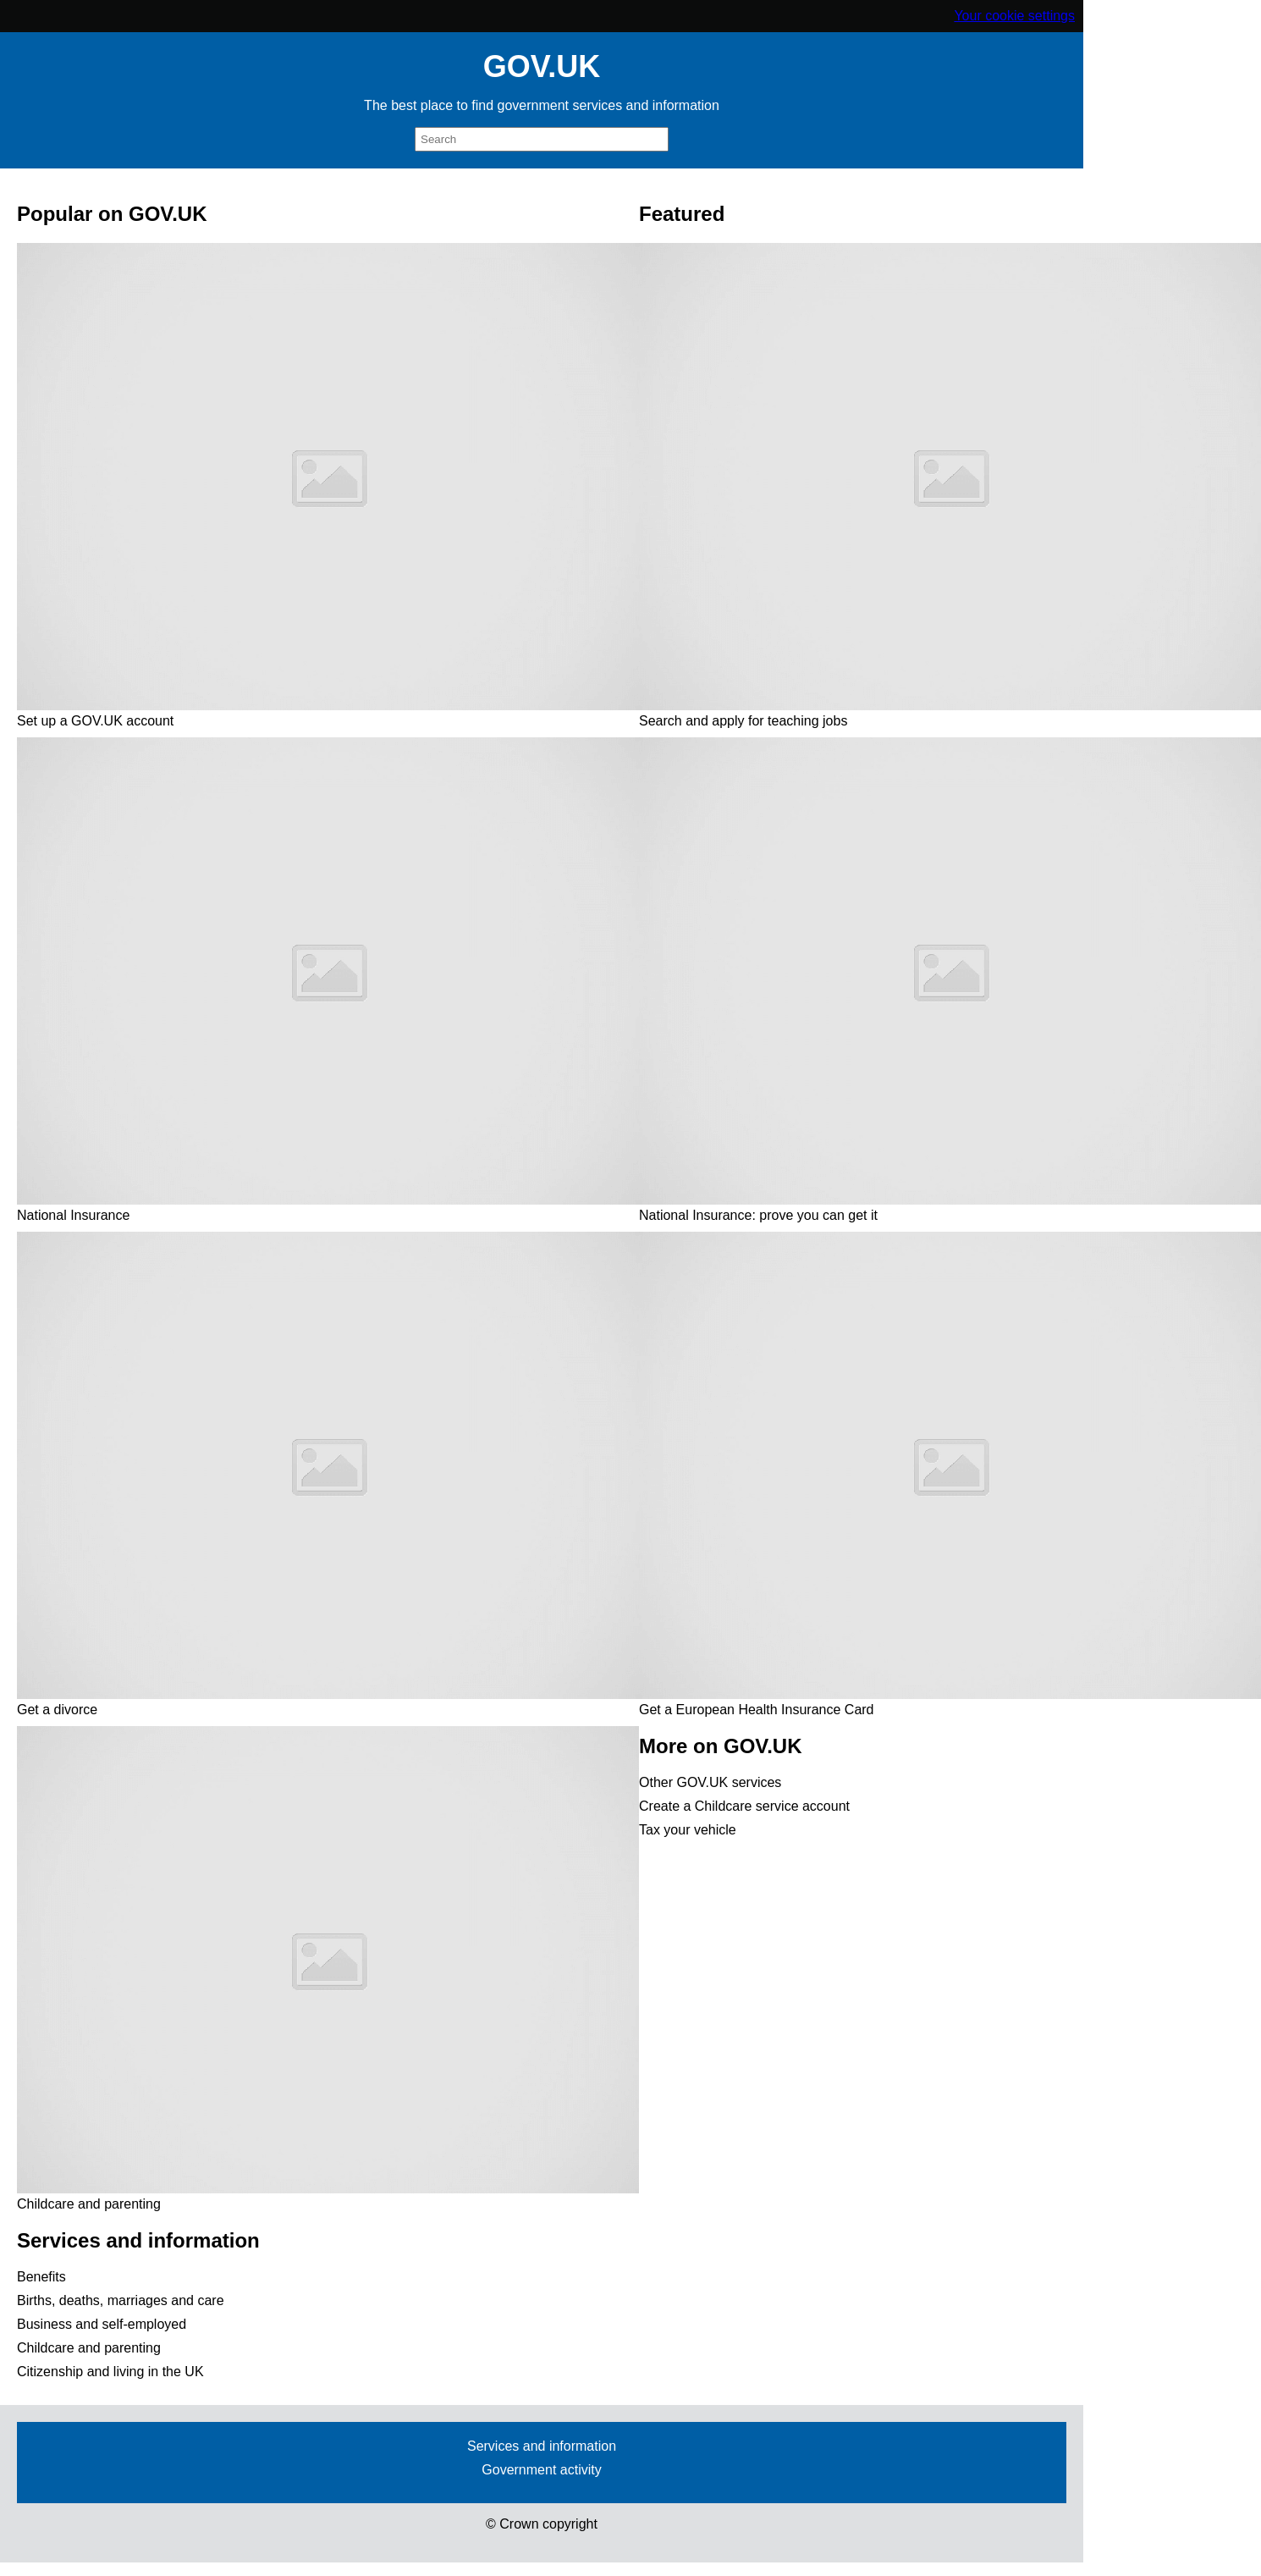 Your cookie settings
GOV.UK
The best place to find government services and information
Search
Popular on GOV.UK
Set up a GOV.UK account
National Insurance
Get a divorce
Childcare and parenting
Services and information
Benefits
Births, deaths, marriages and care
Business and self-employed
Childcare and parenting
Citizenship and living in the UK
Featured
Search and apply for teaching jobs
National Insurance: prove you can get it
Get a European Health Insurance Card
More on GOV.UK
Other GOV.UK services
Create a Childcare service account
Tax your vehicle
Services and information
Government activity
© Crown copyright